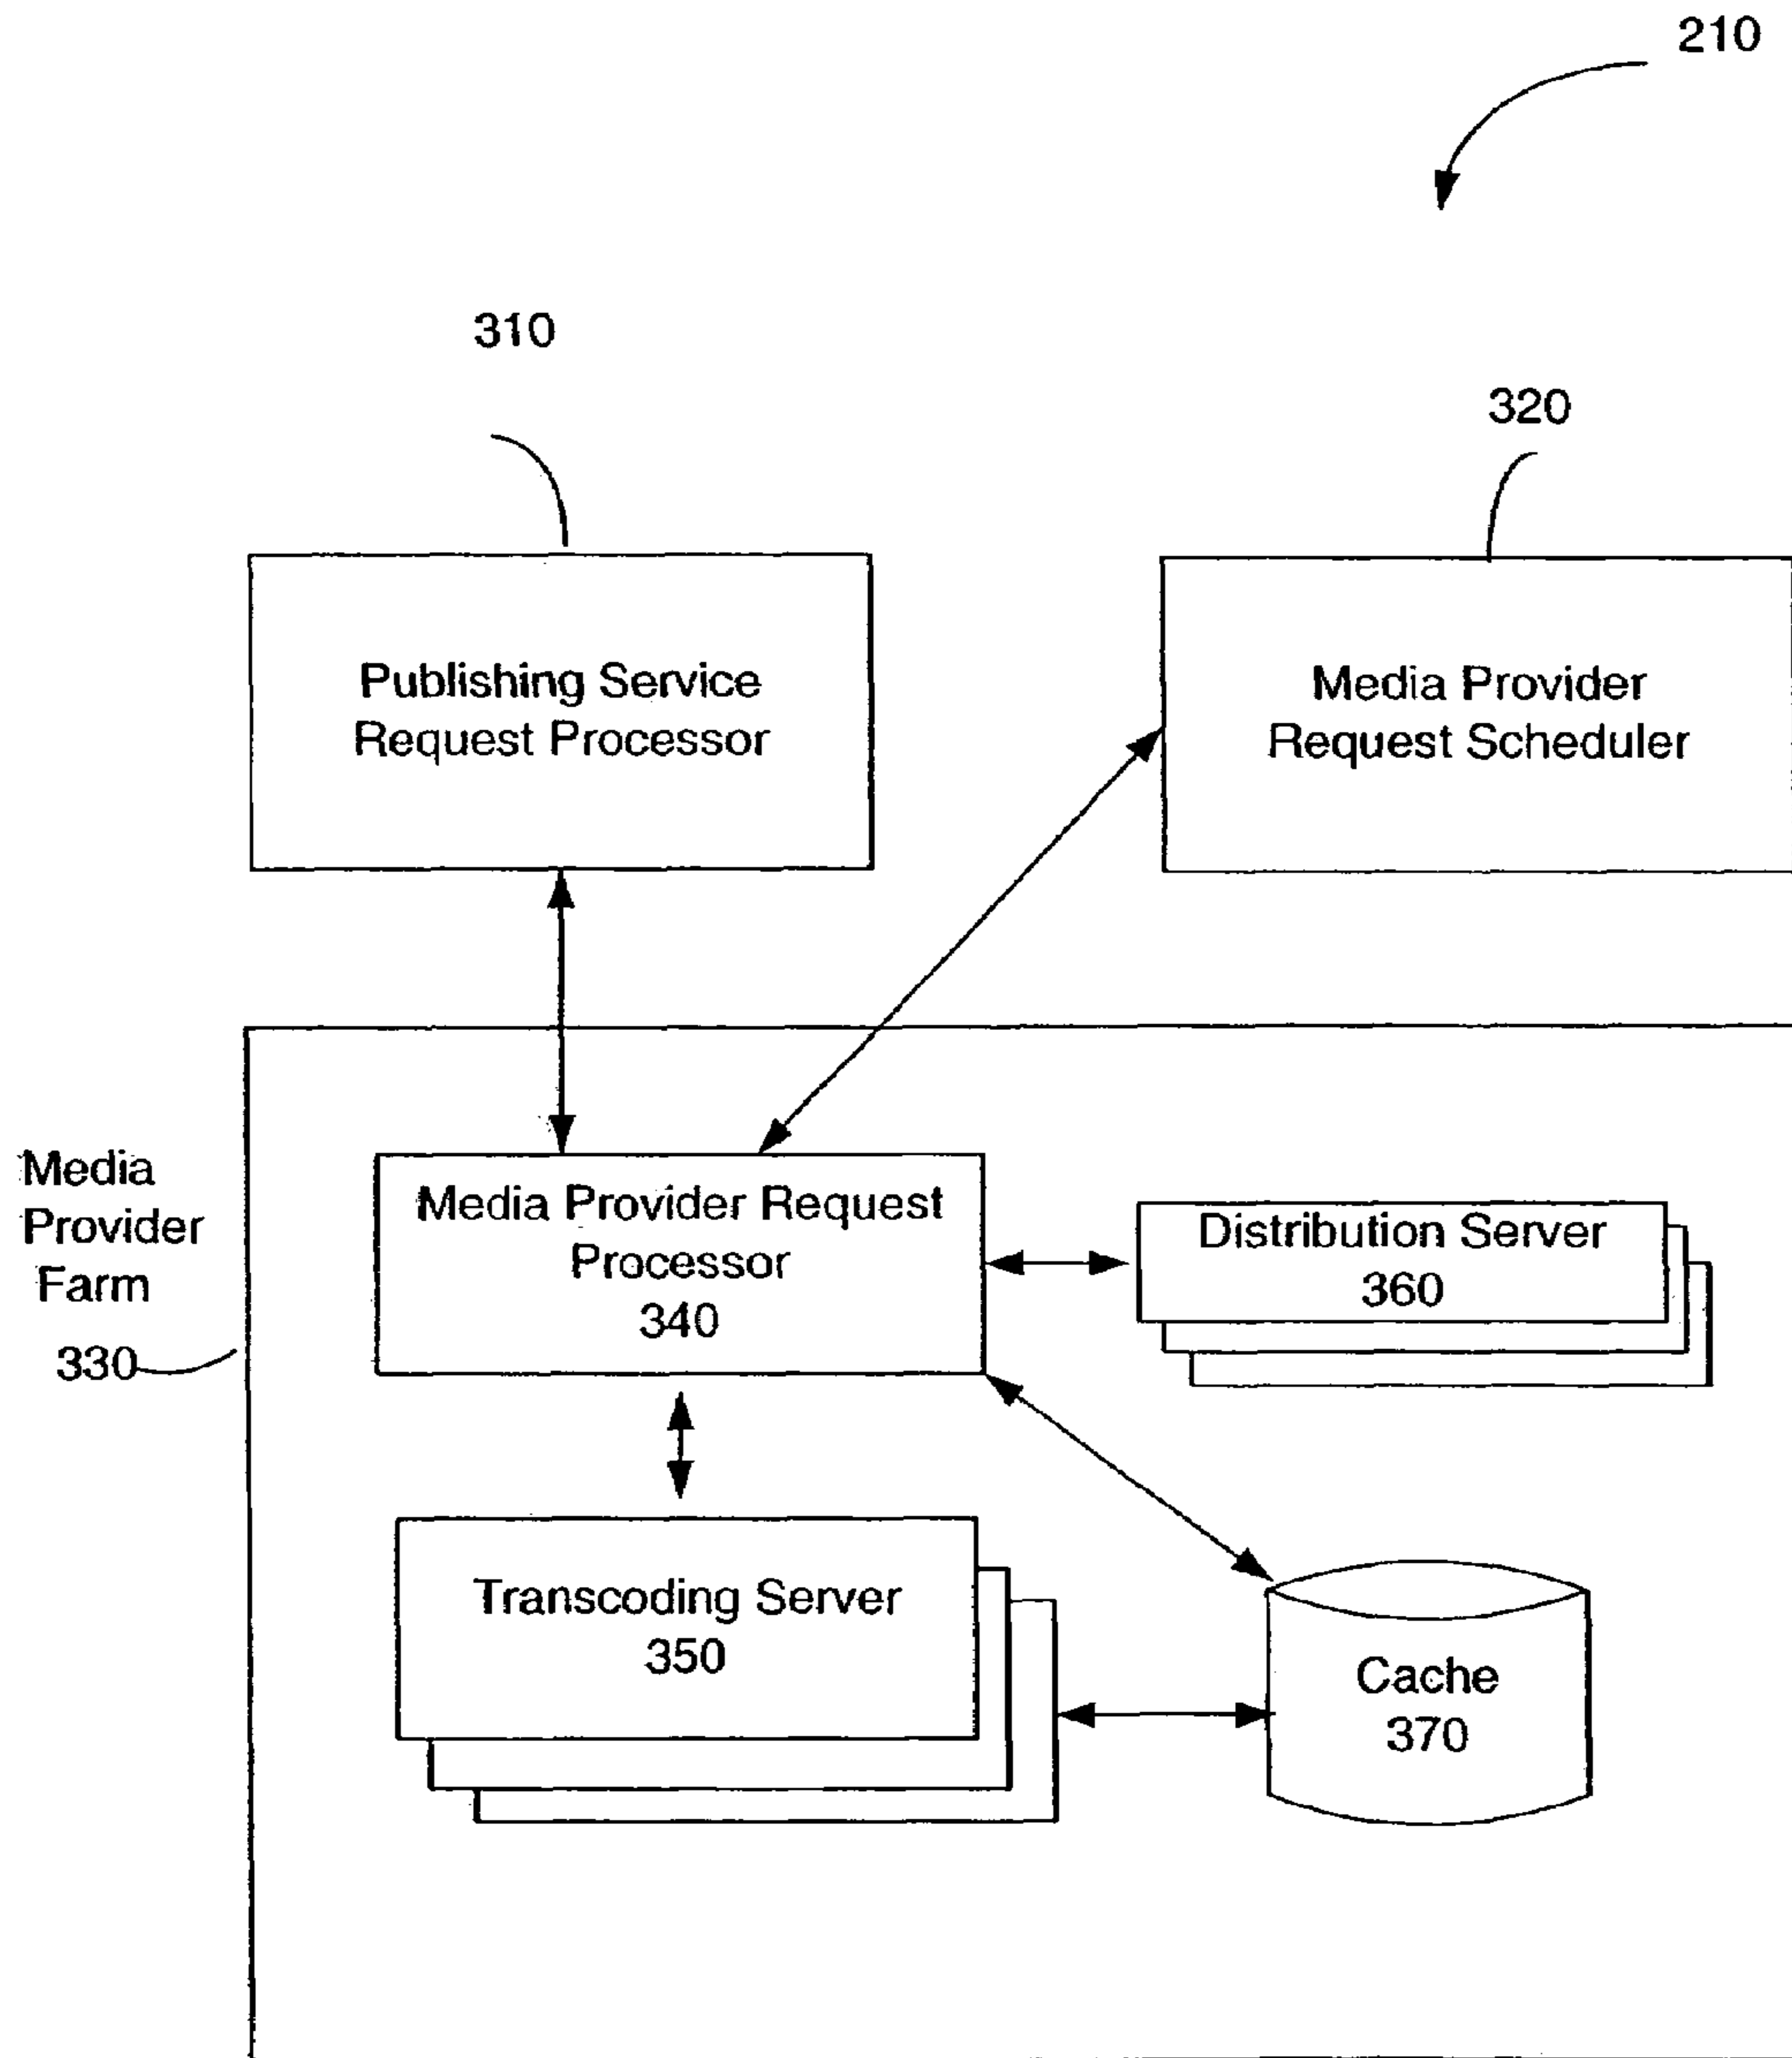 210
310
320
Publishing Service
Request Processor
Media Provider
Request Scheduler
Media
Provider
Farm
330
Media Provider Request
Processor
340
Distribution Server
360
Transcoding Server
350
Cache
370